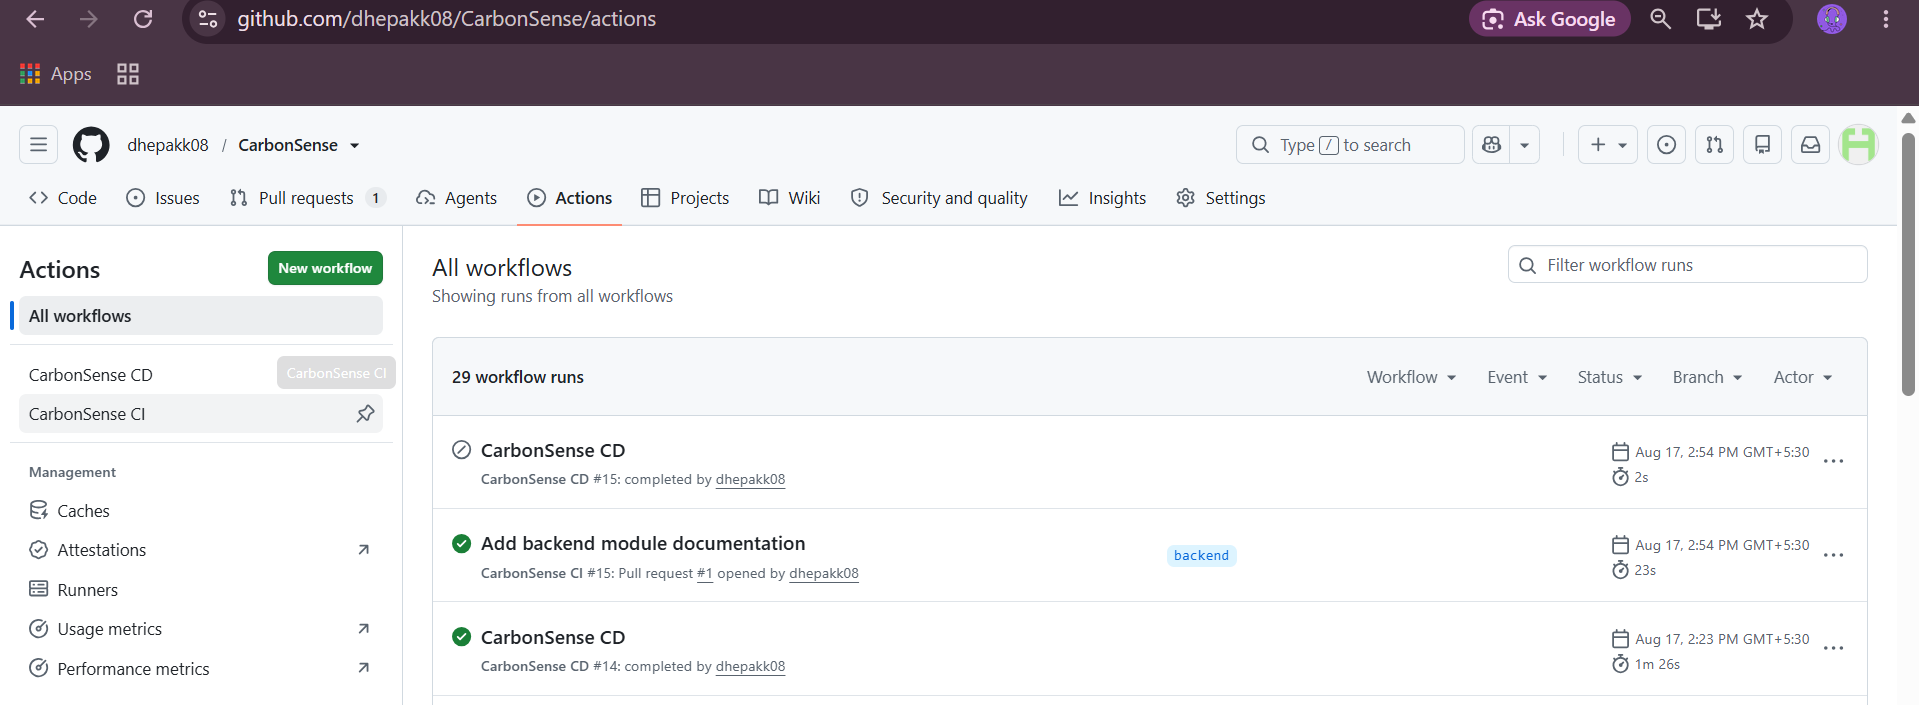 github.com/dhepakk08/CarbonSense/actions
Ask Google
Apps
dhepakk08 / CarbonSense
Type / to search
Code
Issues
Pull requests 1
Agents
Actions
Projects
Wiki
Security and quality
Insights
Settings
Actions
New workflow
All workflows
CarbonSense CD
CarbonSense CI
CarbonSense CI
Management
Caches
Attestations
Runners
Usage metrics
Performance metrics
All workflows
Showing runs from all workflows
Filter workflow runs
29 workflow runs
Workflow
Event
Status
Branch
Actor
CarbonSense CD
CarbonSense CD #15: completed by dhepakk08
Aug 17, 2:54 PM GMT+5:30
2s
Add backend module documentation
CarbonSense CI #15: Pull request #1 opened by dhepakk08
backend
Aug 17, 2:54 PM GMT+5:30
23s
CarbonSense CD
CarbonSense CD #14: completed by dhepakk08
Aug 17, 2:23 PM GMT+5:30
1m 26s